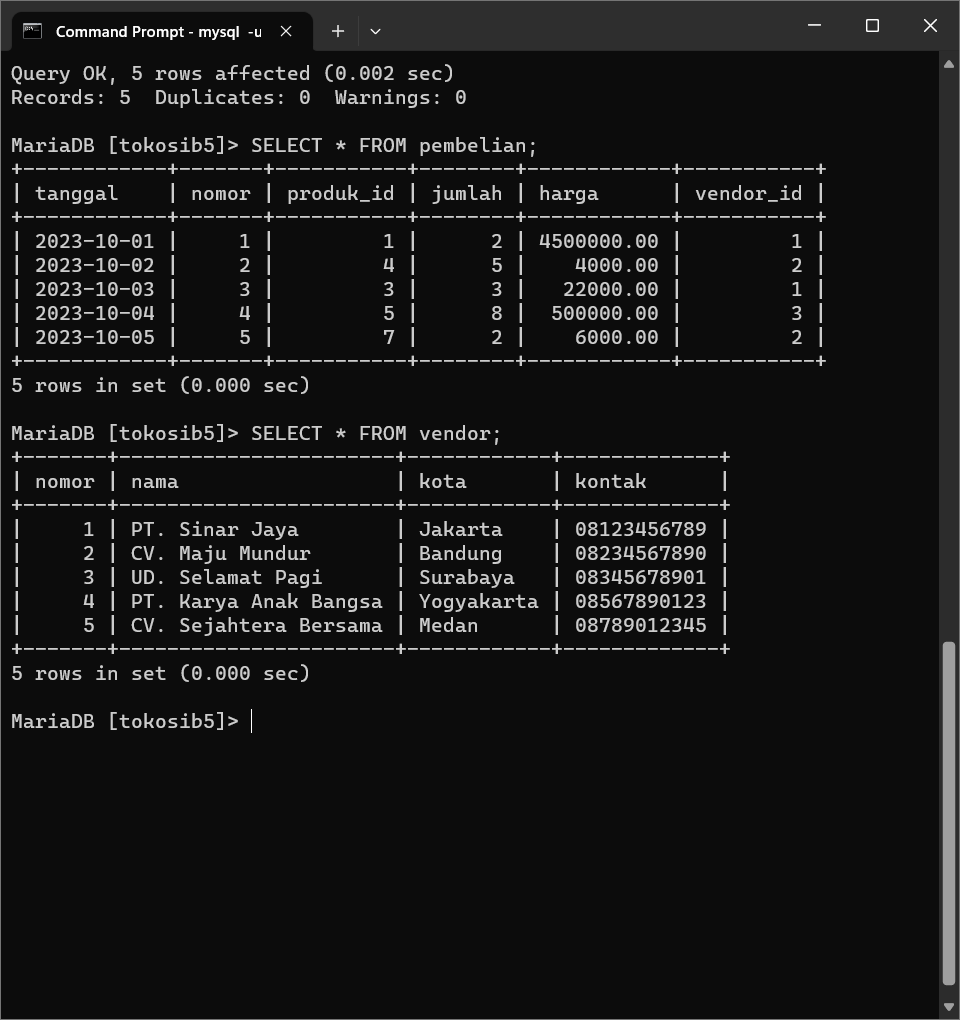 Command Prompt - mysql -u
Query OK, 5 rows affected (0.002 sec)
Records: 5  Duplicates: 0  Warnings: 0
MariaDB [tokosib5]> SELECT * FROM pembelian;
+------------+-------+-----------+--------+------------+-----------+
| tanggal    | nomor | produk_id | jumlah | harga      | vendor_id |
+------------+-------+-----------+--------+------------+-----------+
| 2023-10-01 |     1 |         1 |      2 | 4500000.00 |         1 |
| 2023-10-02 |     2 |         4 |      5 |    4000.00 |         2 |
| 2023-10-03 |     3 |         3 |      3 |   22000.00 |         1 |
| 2023-10-04 |     4 |         5 |      8 |  500000.00 |         3 |
| 2023-10-05 |     5 |         7 |      2 |    6000.00 |         2 |
+------------+-------+-----------+--------+------------+-----------+
5 rows in set (0.000 sec)
MariaDB [tokosib5]> SELECT * FROM vendor;
+-------+-----------------------+------------+-------------+
| nomor | nama                  | kota       | kontak      |
+-------+-----------------------+------------+-------------+
|     1 | PT. Sinar Jaya        | Jakarta    | 08123456789 |
|     2 | CV. Maju Mundur       | Bandung    | 08234567890 |
|     3 | UD. Selamat Pagi      | Surabaya   | 08345678901 |
|     4 | PT. Karya Anak Bangsa | Yogyakarta | 08567890123 |
|     5 | CV. Sejahtera Bersama | Medan      | 08789012345 |
+-------+-----------------------+------------+-------------+
5 rows in set (0.000 sec)
MariaDB [tokosib5]>